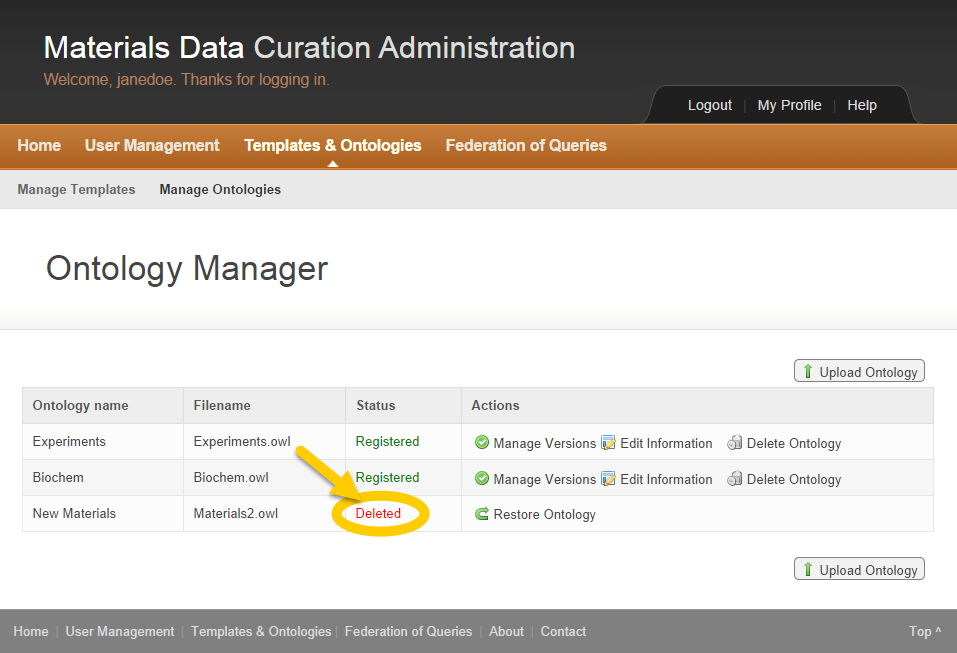 Materials Data Curation Administration
Welcome, janedoe. Thanks for logging in.
Logout | My Profile | Help
Home User Management Templates & Ontologies Federation of Queries
Manage Templates Manage Ontologies
Ontology Manager
Upload Ontology
Ontology name Filename Status Actions
Experiments Experiments.owl Registered Manage Versions Edit Information Delete Ontology
Biochem Biochem.owl Registered Manage Versions Edit Information Delete Ontology
New Materials Materials2.owl Deleted Restore Ontology
Upload Ontology
Home | User Management | Templates & Ontologies | Federation of Queries | About | Contact Top ^